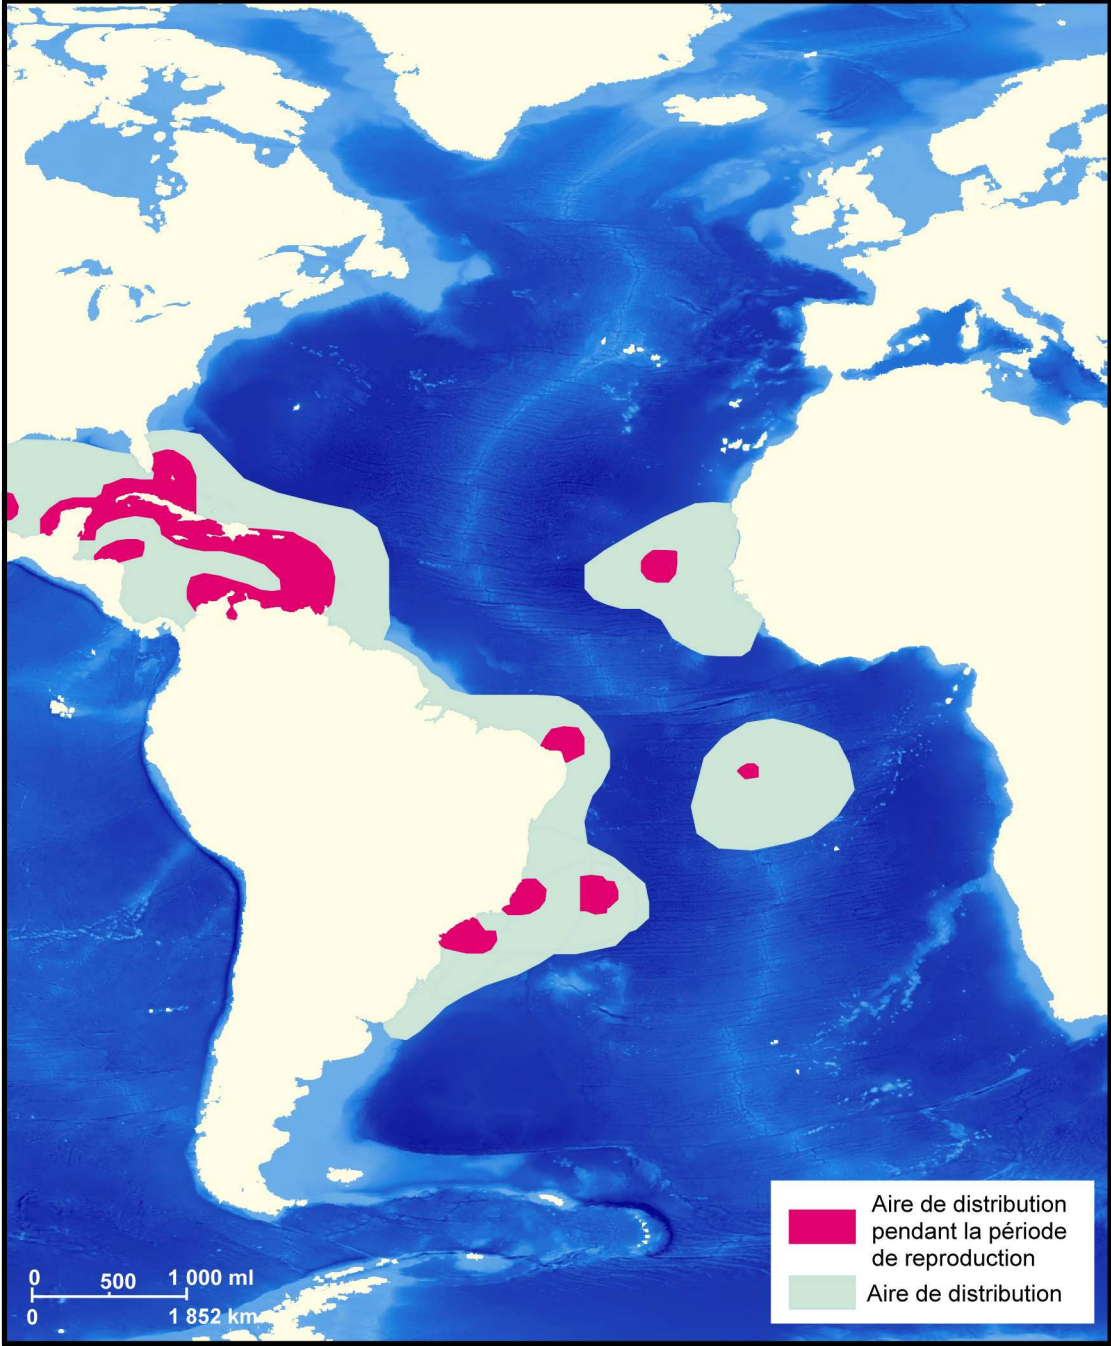 Aire de distribution
pendant la période
de reproduction
Aire de distribution
0 500 1 000 ml
0 1 852 km